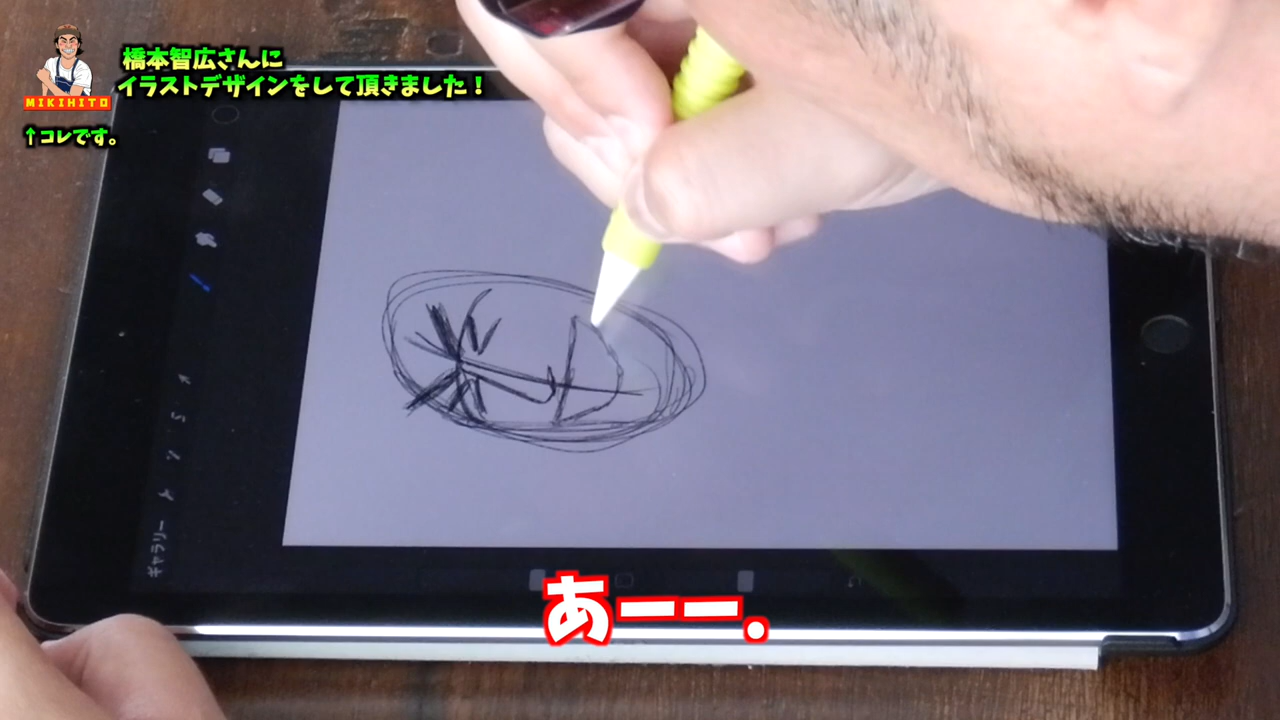 橋本智広さんに
イラストデザインをして頂きました！
MIKIHITO
↑コレです。
ギャラリー
あーー.